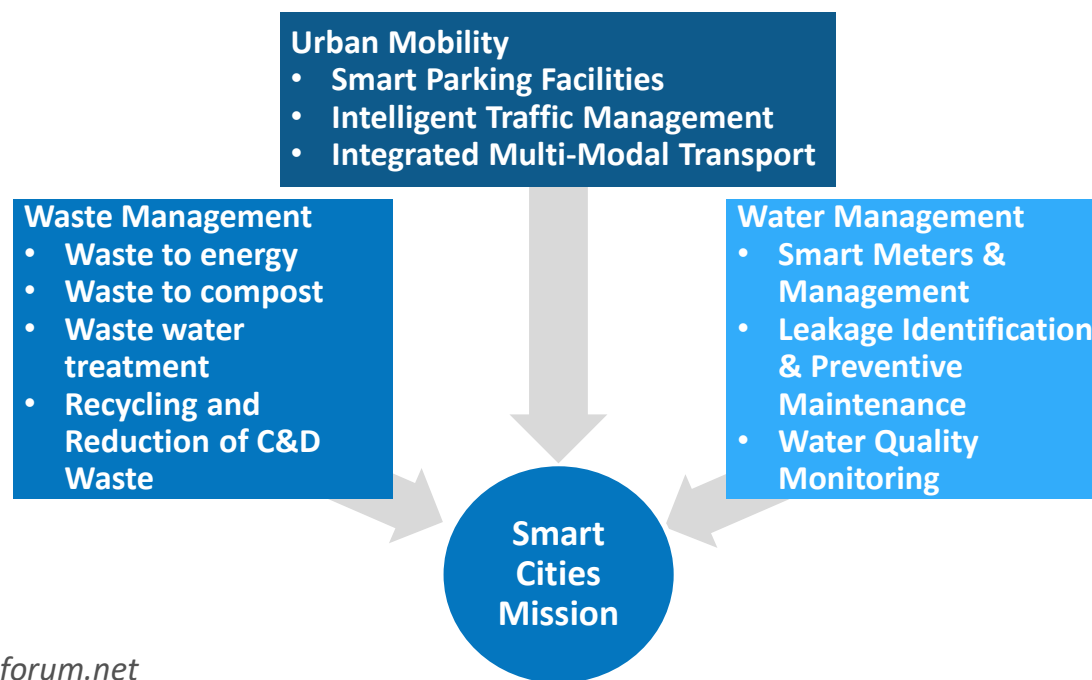 Urban Mobility
• Smart Parking Facilities
• Intelligent Traffic Management
• Integrated Multi-Modal Transport
Waste Management
• Waste to energy
• Waste to compost
• Waste water
treatment
• Recycling and
Reduction of C&D
Waste
Water Management
• Smart Meters &
Management
• Leakage Identification
& Preventive
Maintenance
• Water Quality
Monitoring
Smart
Cities
Mission
forum.net